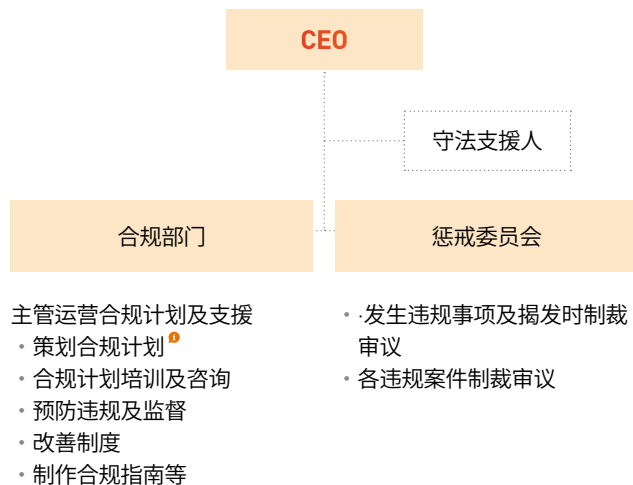 CEO
守法支援人
合规部门
惩戒委员会
主管运营合规计划及支援
• 策划合规计划
• 合规计划培训及咨询
• 预防违规及监督
• 改善制度
• 制作合规指南等
• ·发生违规事项及揭发时制裁
审议
• 各违规案件制裁审议